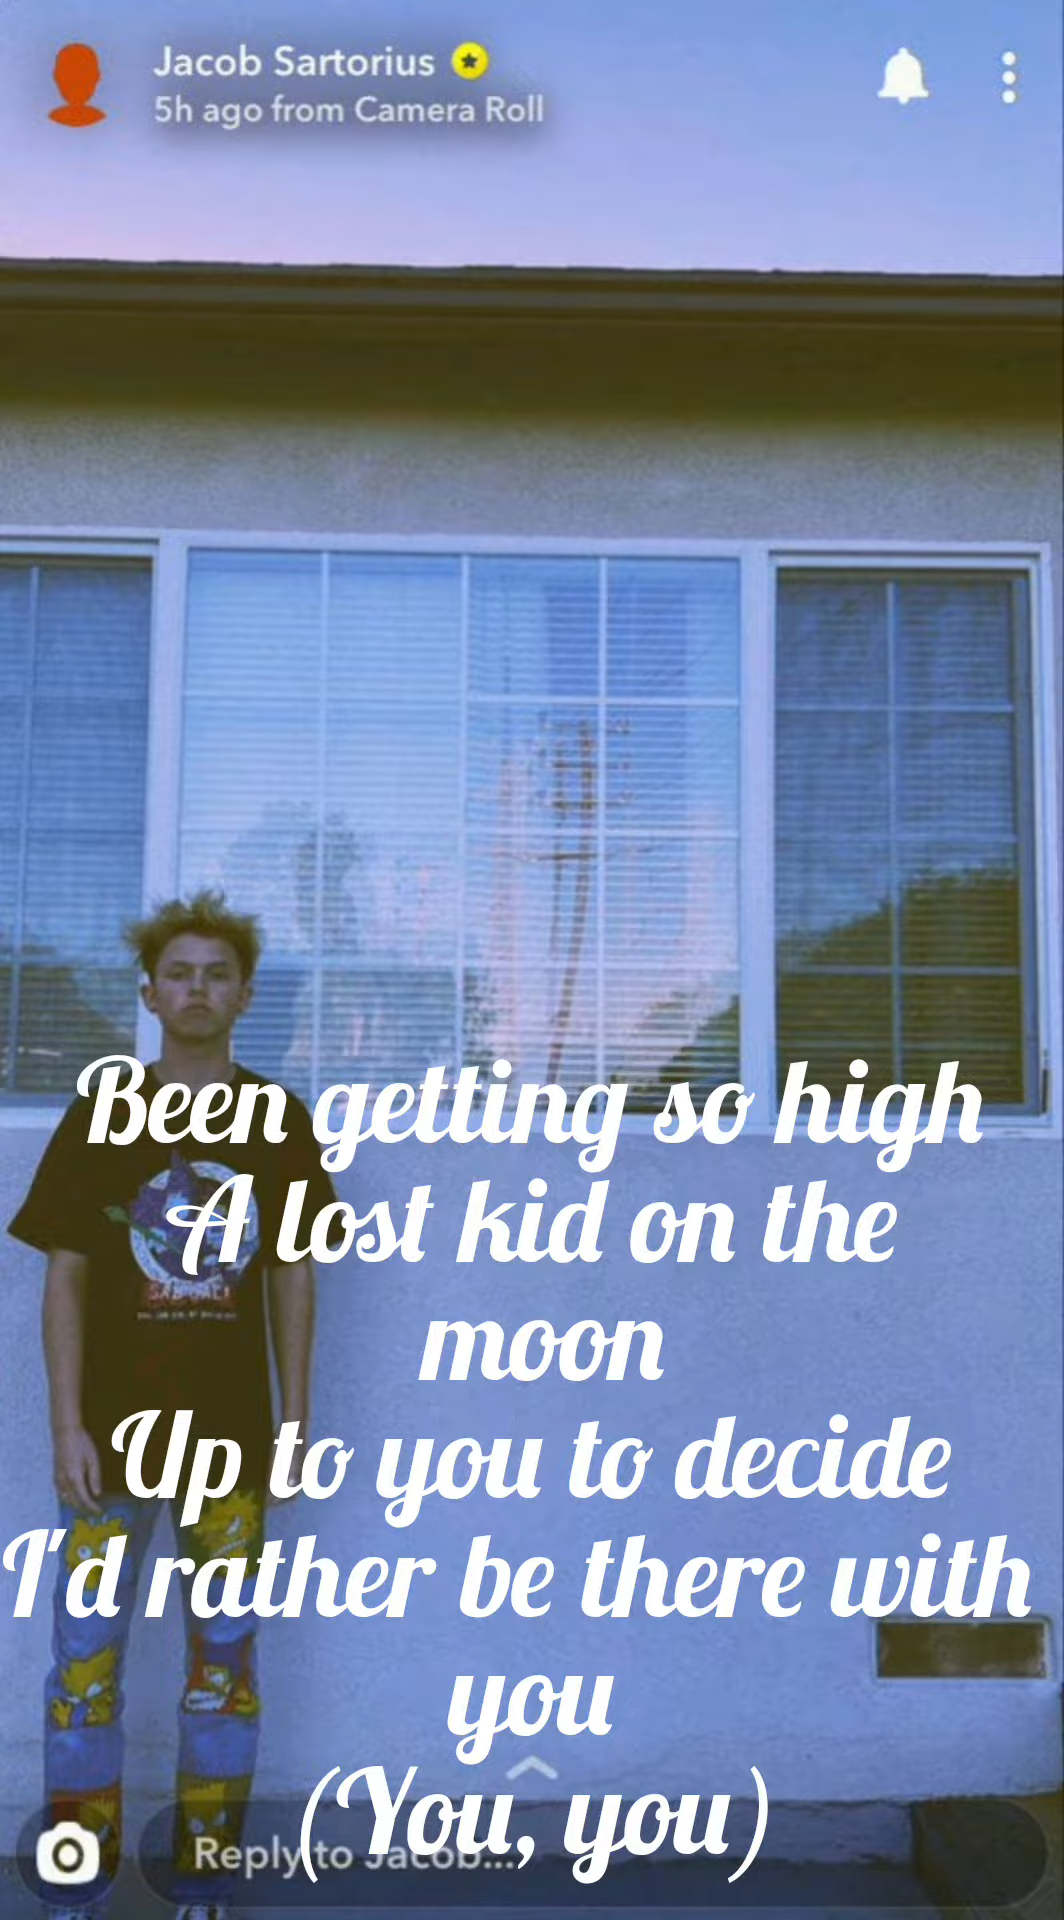 Jacob Sartorius
5h ago from Camera Roll
Been getting so high
A lost kid on the
moon
Up to you to decide
I'd rather be there with
you
(You, you)
Reply to Jacob...